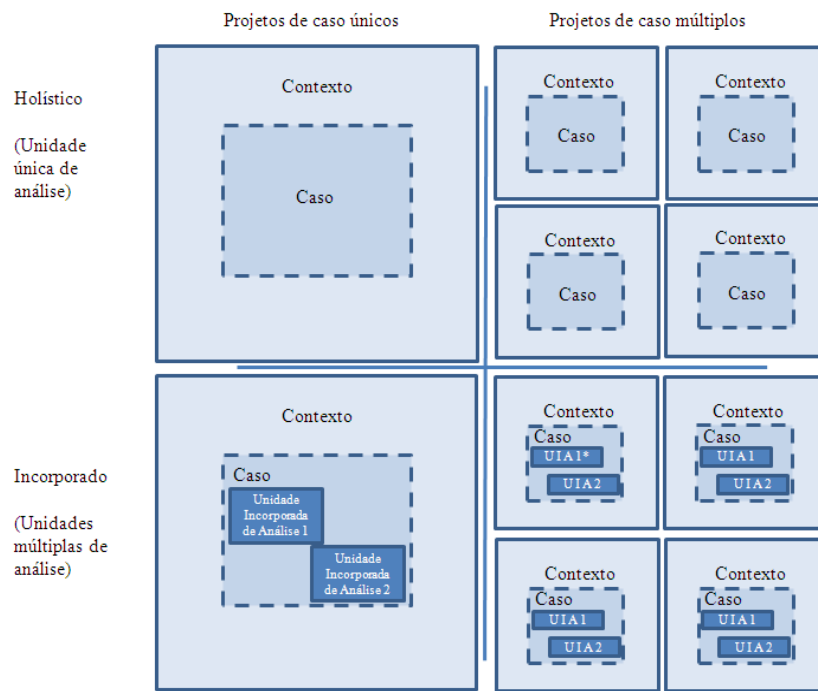 Projetos de caso únicos
Projetos de caso múltiplos
Holístico
(Unidade
única de
análise)
Contexto
Caso
Contexto
Contexto
Caso
Caso
Contexto
Contexto
Caso
Caso
Incorporado
(Unidades
múltiplas de
análise)
Contexto
Caso
Unidade
Incorporada
de Análise 1
Unidade
Incorporada
de Análise 2
Contexto
Caso
UIA1*
UIA2
Contexto
Caso
UIA1
UIA2
Contexto
Caso
UIA1
UIA2
Contexto
Caso
UIA1
UIA2